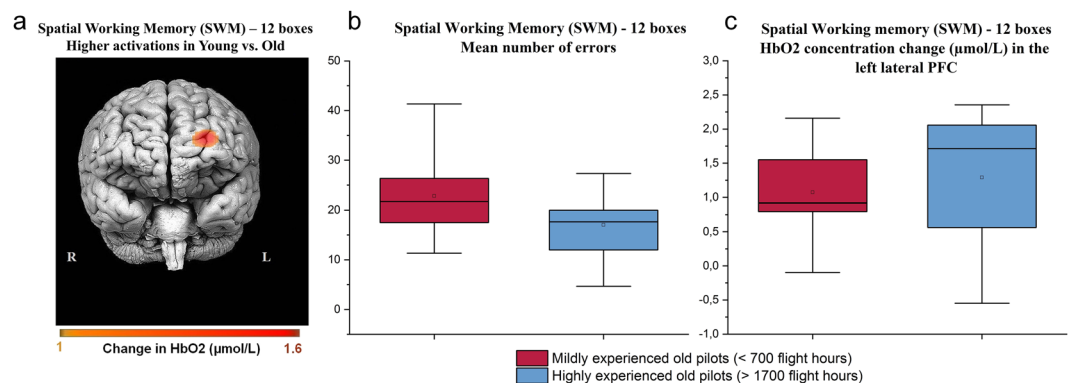 a
Spatial Working Memory (SWM) – 12 boxes
Higher activations in Young vs. Old
R
L
1
Change in HbO2 (µmol/L)
1.6
b
Spatial Working Memory (SWM) - 12 boxes
Mean number of errors
50
40
30
20
10
0
c
Spatial Working memory (SWM) - 12 boxes
HbO2 concentration change (µmol/L) in the
left lateral PFC
3,0
2,5
2,0
1,5
1,0
0,5
0,0
-0,5
-1,0
Mildly experienced old pilots (< 700 flight hours)
Highly experienced old pilots (> 1700 flight hours)